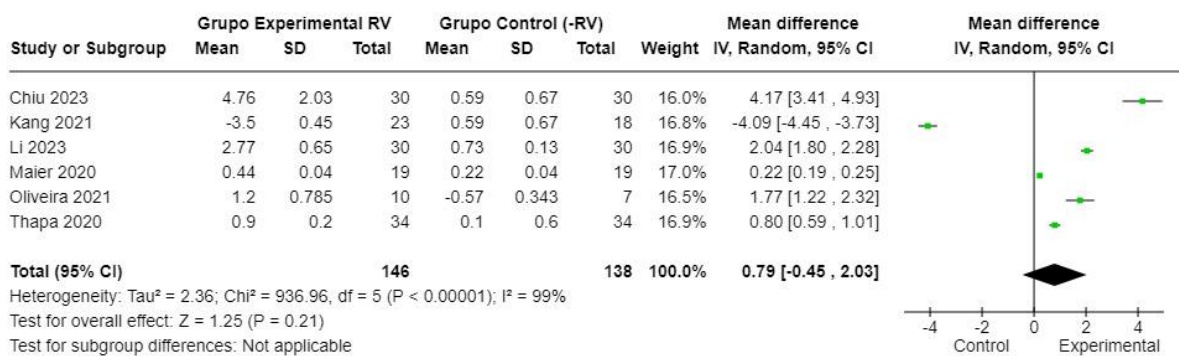 Grupo Experimental RV Grupo Control (-RV) Mean difference Mean difference
Study or Subgroup Mean SD Total Mean SD Total Weight IV, Random, 95% CI IV, Random, 95% CI
Chiu 2023 4.76 2.03 30 0.59 0.67 30 16.0% 4.17 [3.41 , 4.93]
Kang 2021 -3.5 0.45 23 0.59 0.67 18 16.8% -4.09 [-4.45 , -3.73]
Li 2023 2.77 0.65 30 0.73 0.13 30 16.9% 2.04 [1.80 , 2.28]
Maier 2020 0.44 0.04 19 0.22 0.04 19 17.0% 0.22 [0.19 , 0.25]
Oliveira 2021 1.2 0.785 10 -0.57 0.343 7 16.5% 1.77 [1.22 , 2.32]
Thapa 2020 0.9 0.2 34 0.1 0.6 34 16.9% 0.80 [0.59 , 1.01]
Total (95% CI) 146 138 100.0% 0.79 [-0.45 , 2.03]
Heterogeneity: Tau² = 2.36; Chi² = 936.96, df = 5 (P < 0.00001); I² = 99%
Test for overall effect: Z = 1.25 (P = 0.21)
Test for subgroup differences: Not applicable
-4 -2 0 2 4
Control Experimental